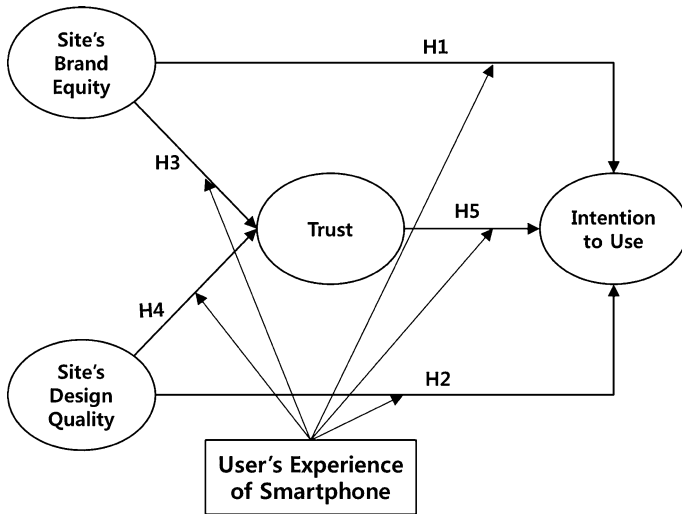 Site's
Brand
Equity
H1
H3
Trust
H5
Intention
to Use
H4
Site's
Design
Quality
H2
User's Experience
of Smartphone